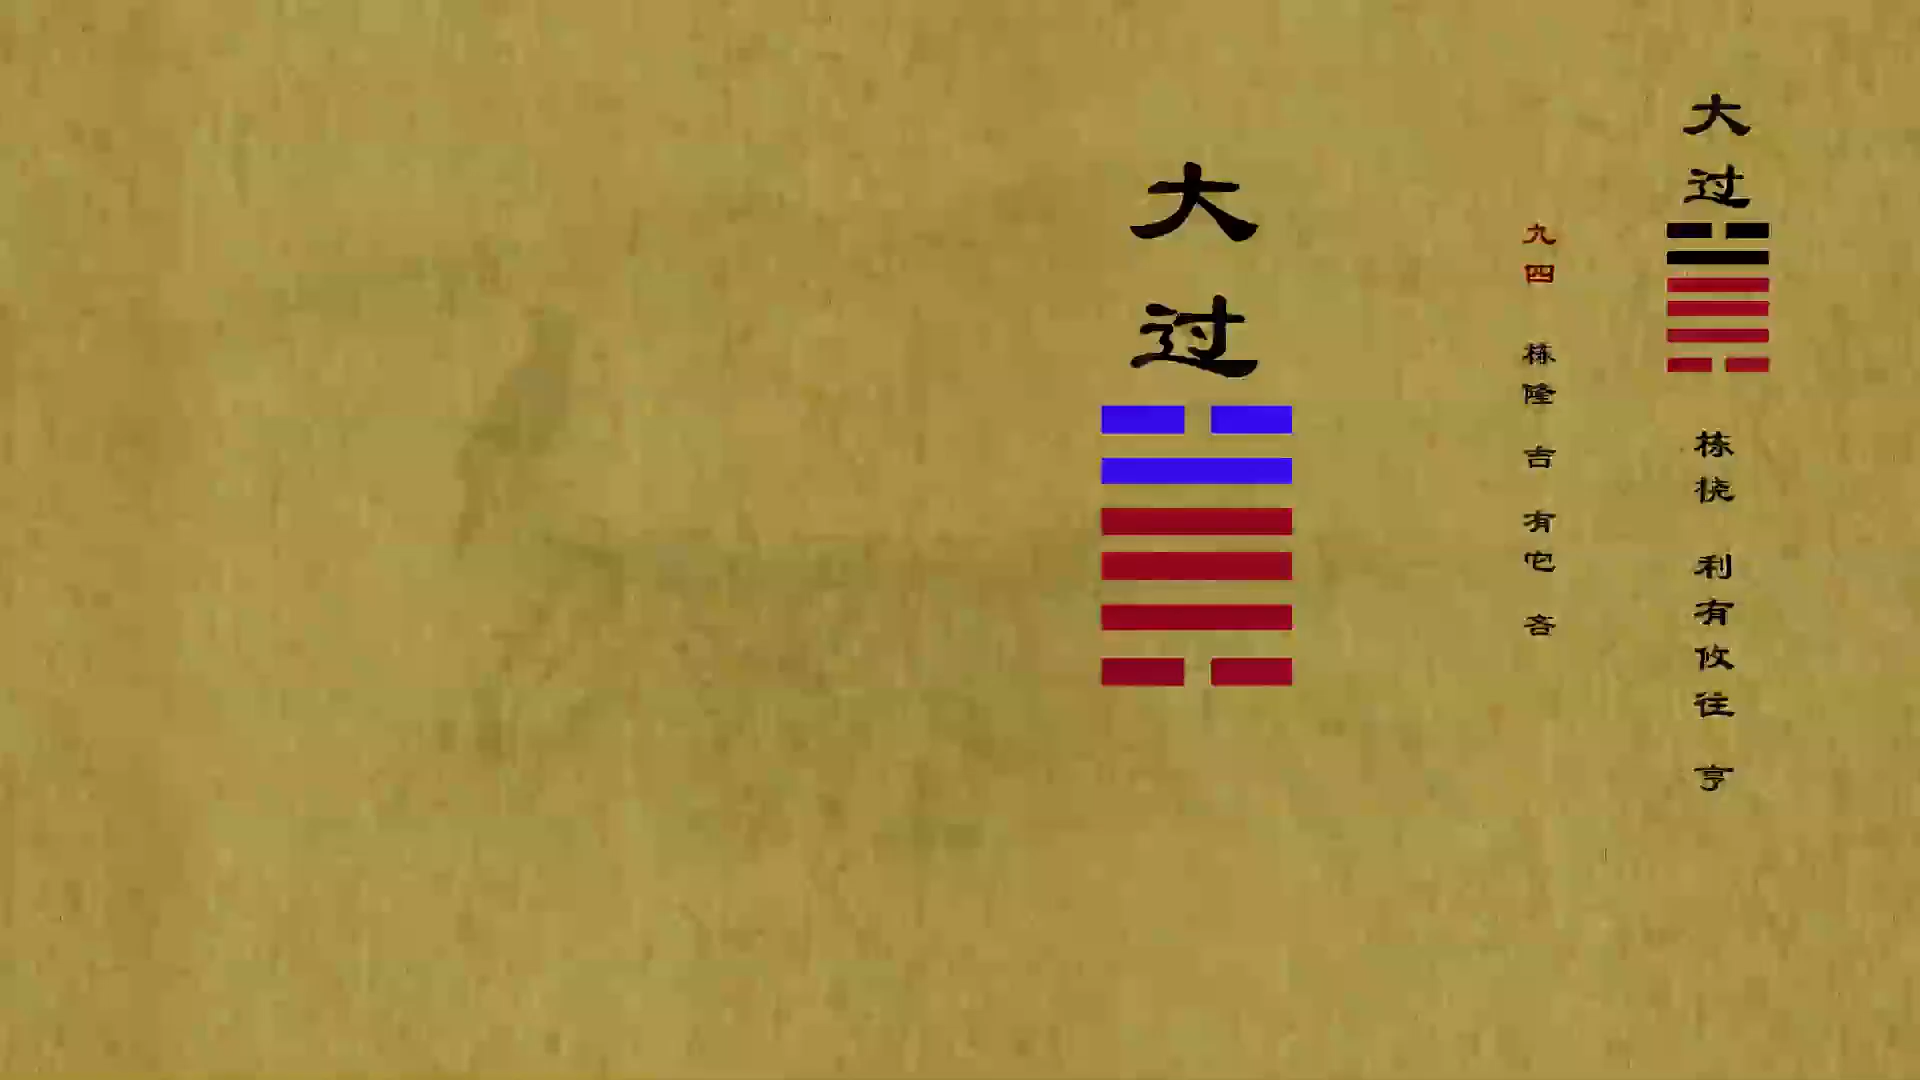 大过
栋桡 利有攸往 亨
九四 栋隆 吉 有它 吝
大过